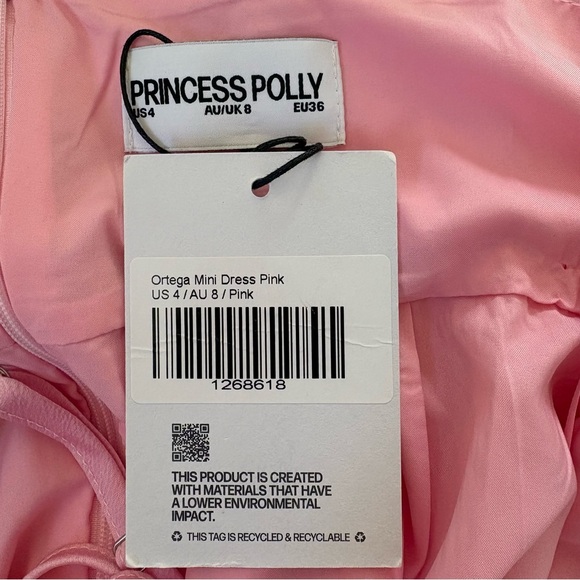 PRINCESS POLLY
US4 AU/UK 8 EU36
Ortega Mini Dress Pink
US 4 / AU 8 / Pink
1268618
THIS PRODUCT IS CREATED
WITH MATERIALS THAT HAVE
A LOWER ENVIRONMENTAL
IMPACT.
THIS TAG IS RECYCLED & RECYCLABLE